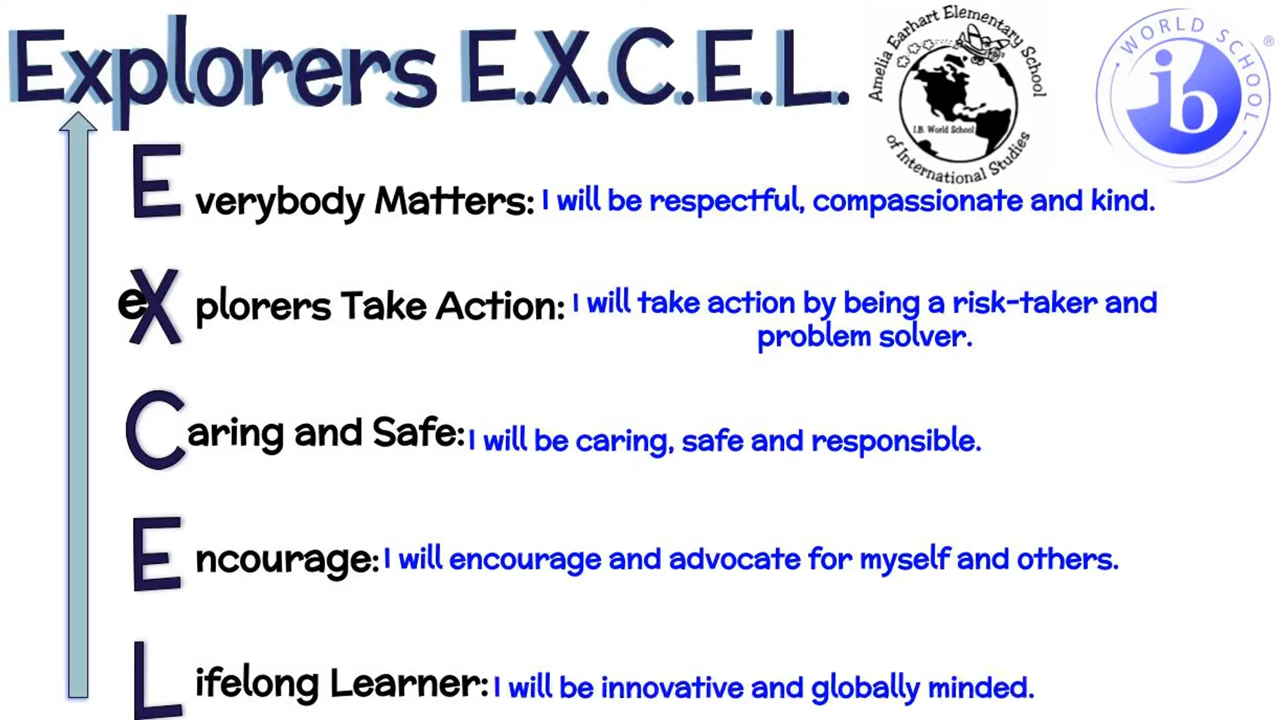 Explorers E.X.C.E.L.
Amelia Earhart Elementary School
I.B. World School
of International Studies
WORLD SCHOOL
ib
®
Everybody Matters: I will be respectful, compassionate and kind.
eXplorers Take Action: I will take action by being a risk-taker and
problem solver.
Caring and Safe: I will be caring, safe and responsible.
Encourage: I will encourage and advocate for myself and others.
Lifelong Learner: I will be innovative and globally minded.